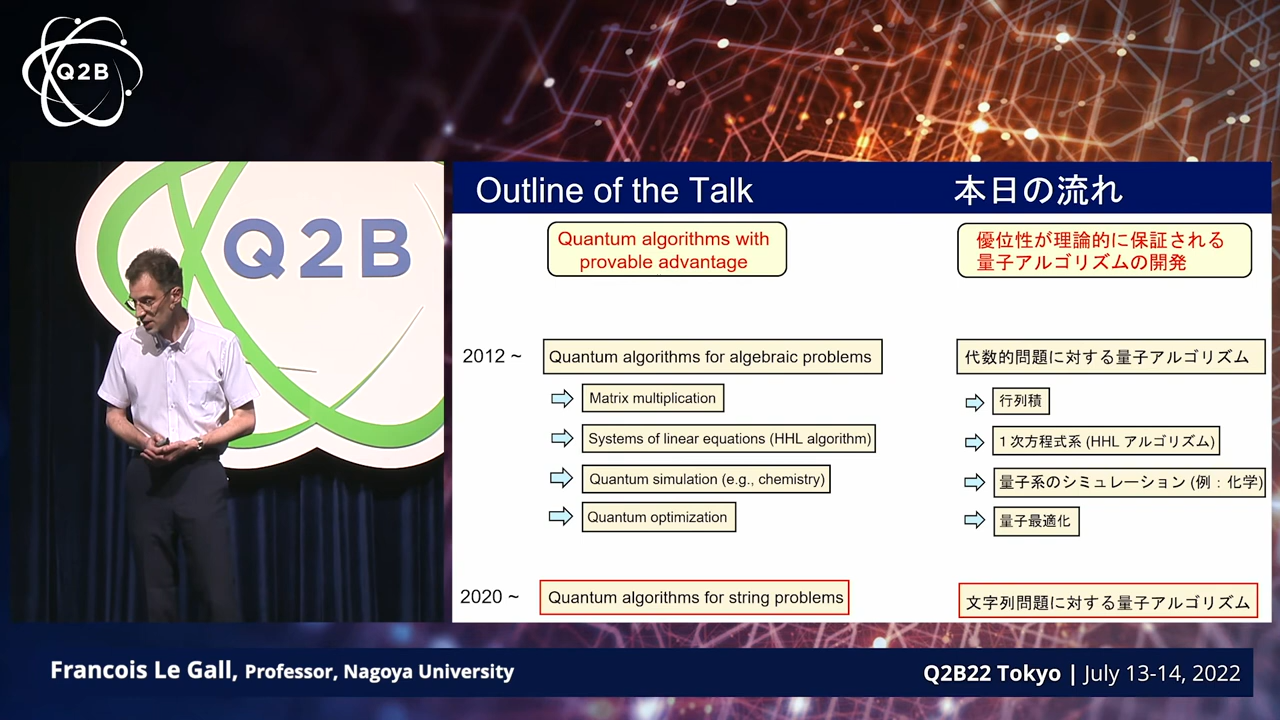 Q2B
Q2B
Outline of the Talk
本日の流れ
Quantum algorithms with
provable advantage
優位性が理論的に保証される
量子アルゴリズムの開発
2012 ~
Quantum algorithms for algebraic problems
代数的問題に対する量子アルゴリズム
Matrix multiplication
行列積
Systems of linear equations (HHL algorithm)
1次方程式系 (HHL アルゴリズム)
Quantum simulation (e.g., chemistry)
量子系のシミュレーション (例：化学)
Quantum optimization
量子最適化
2020 ~
Quantum algorithms for string problems
文字列問題に対する量子アルゴリズム
Francois Le Gall, Professor, Nagoya University
Q2B22 Tokyo | July 13-14, 2022